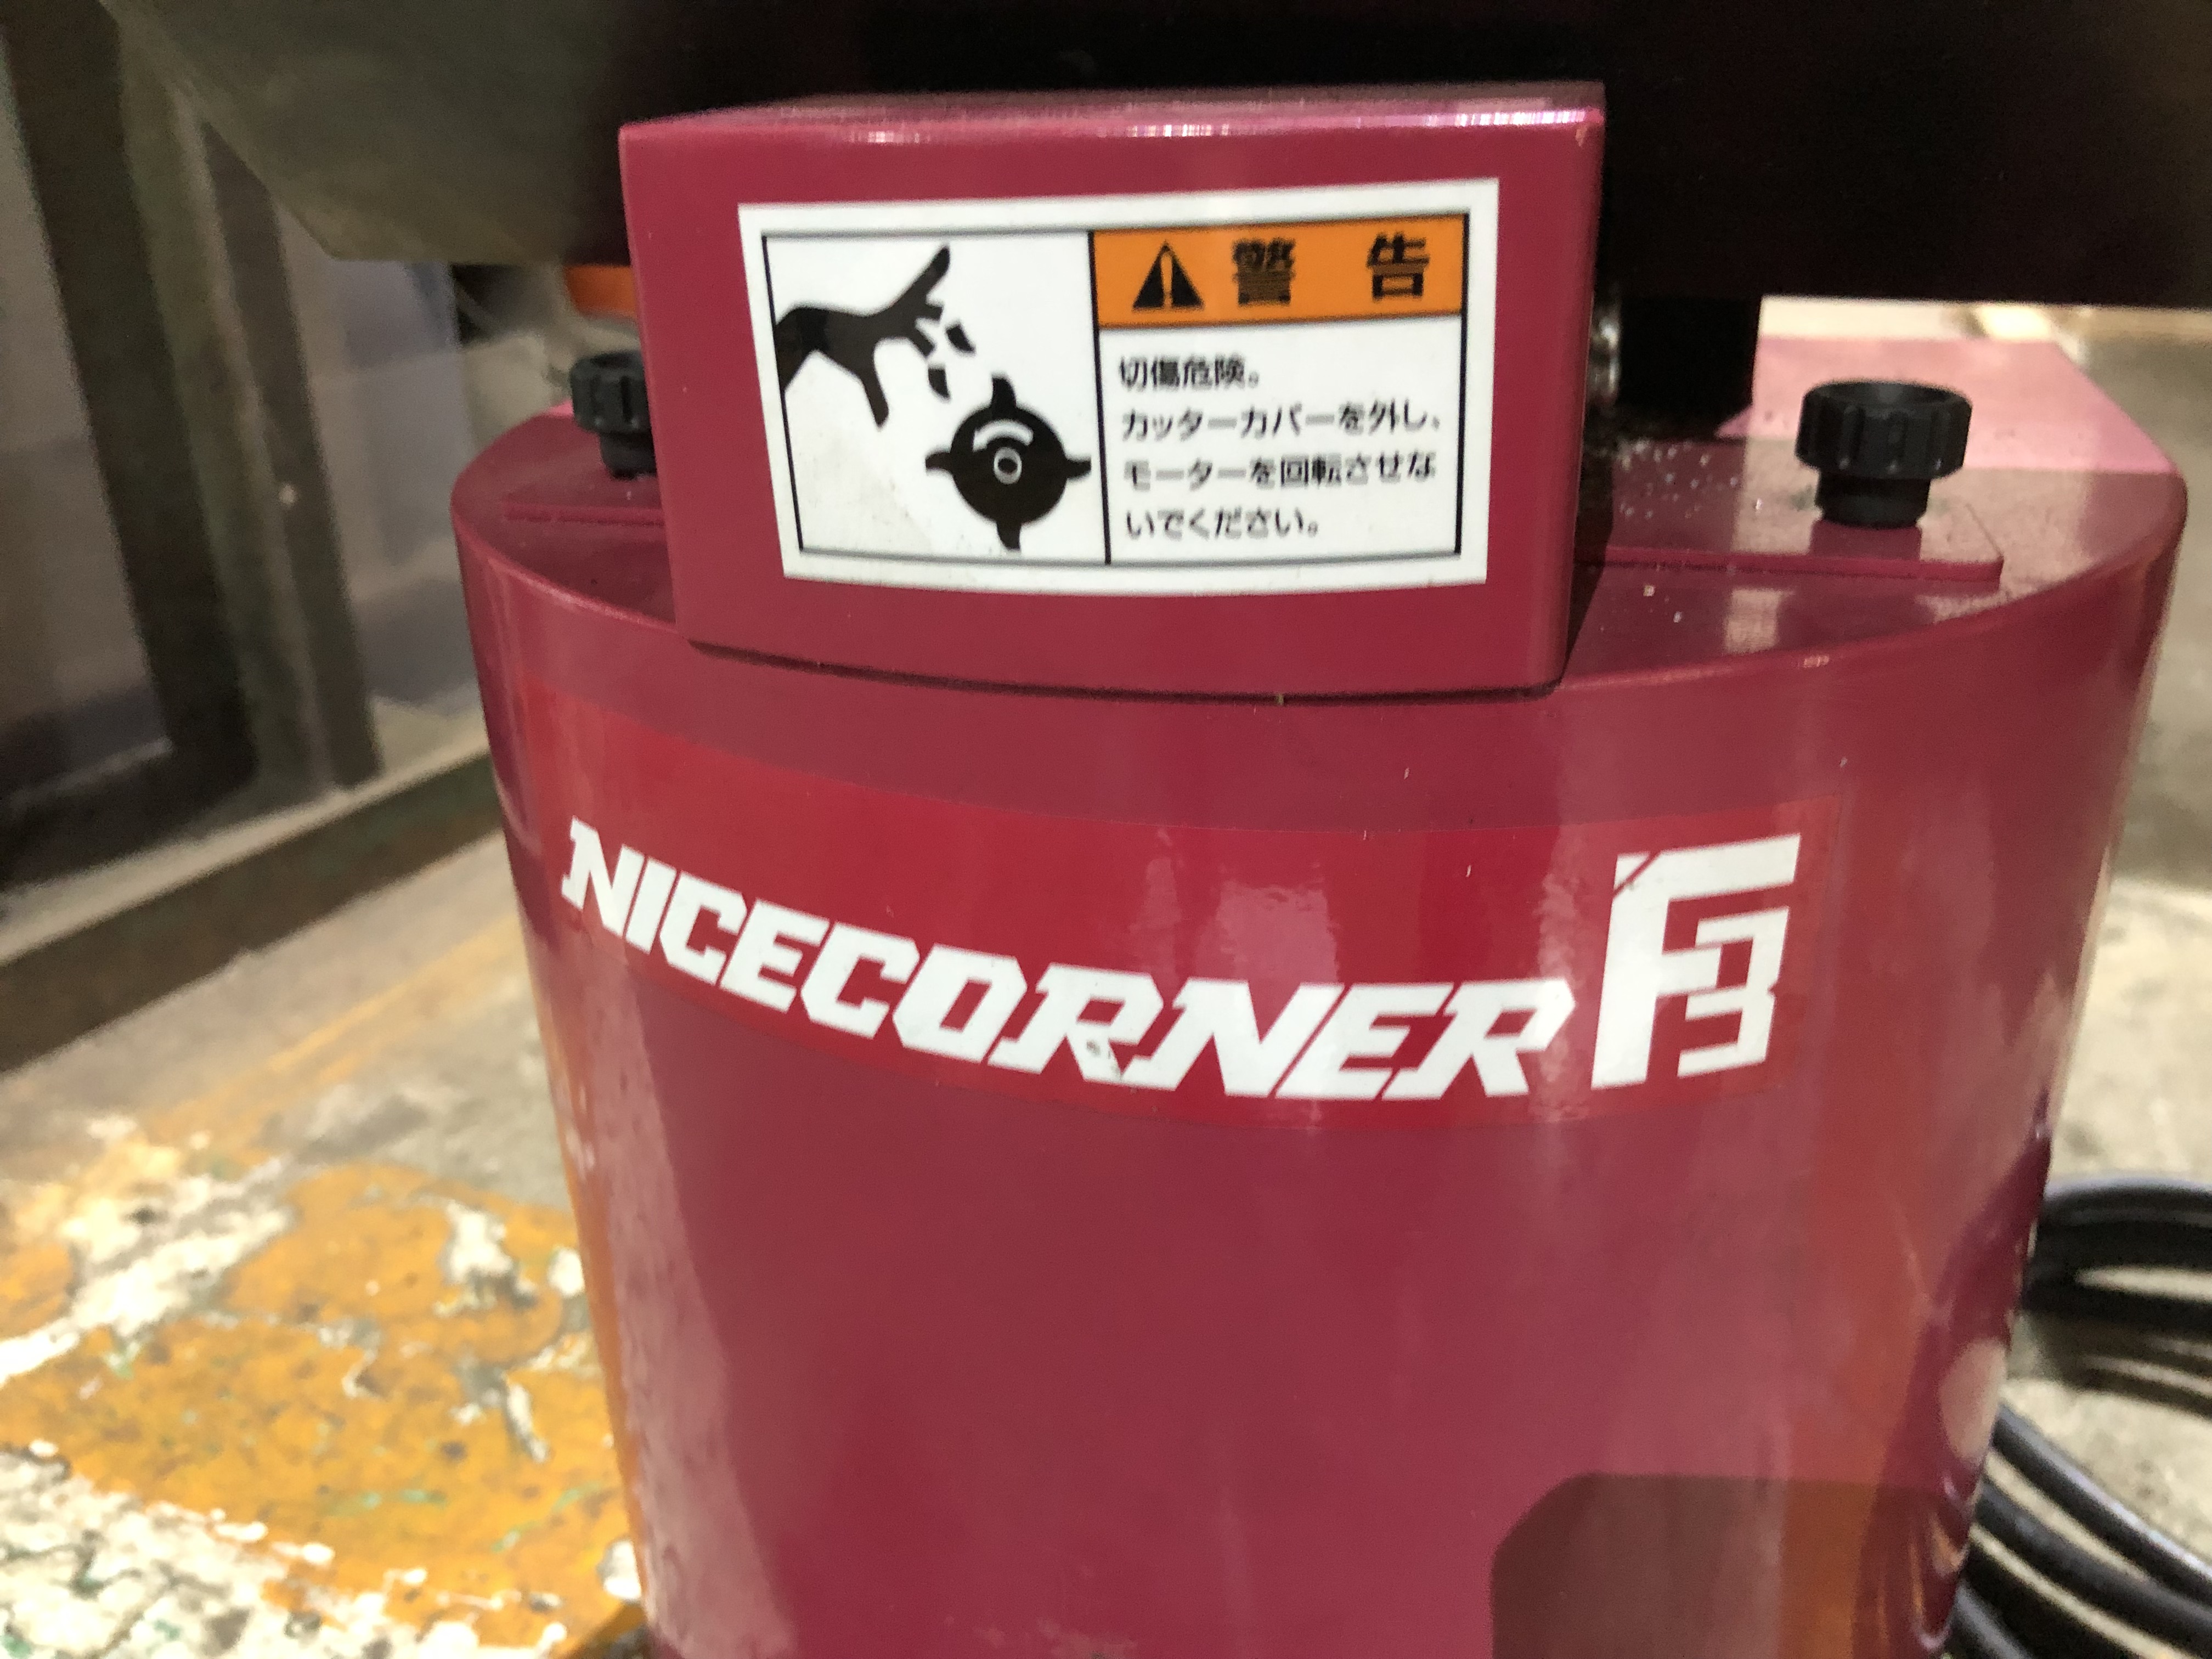 警告
切傷危険。
カッターカバーを外し、
モーターを回転させな
いでください。
NICECORNER F3